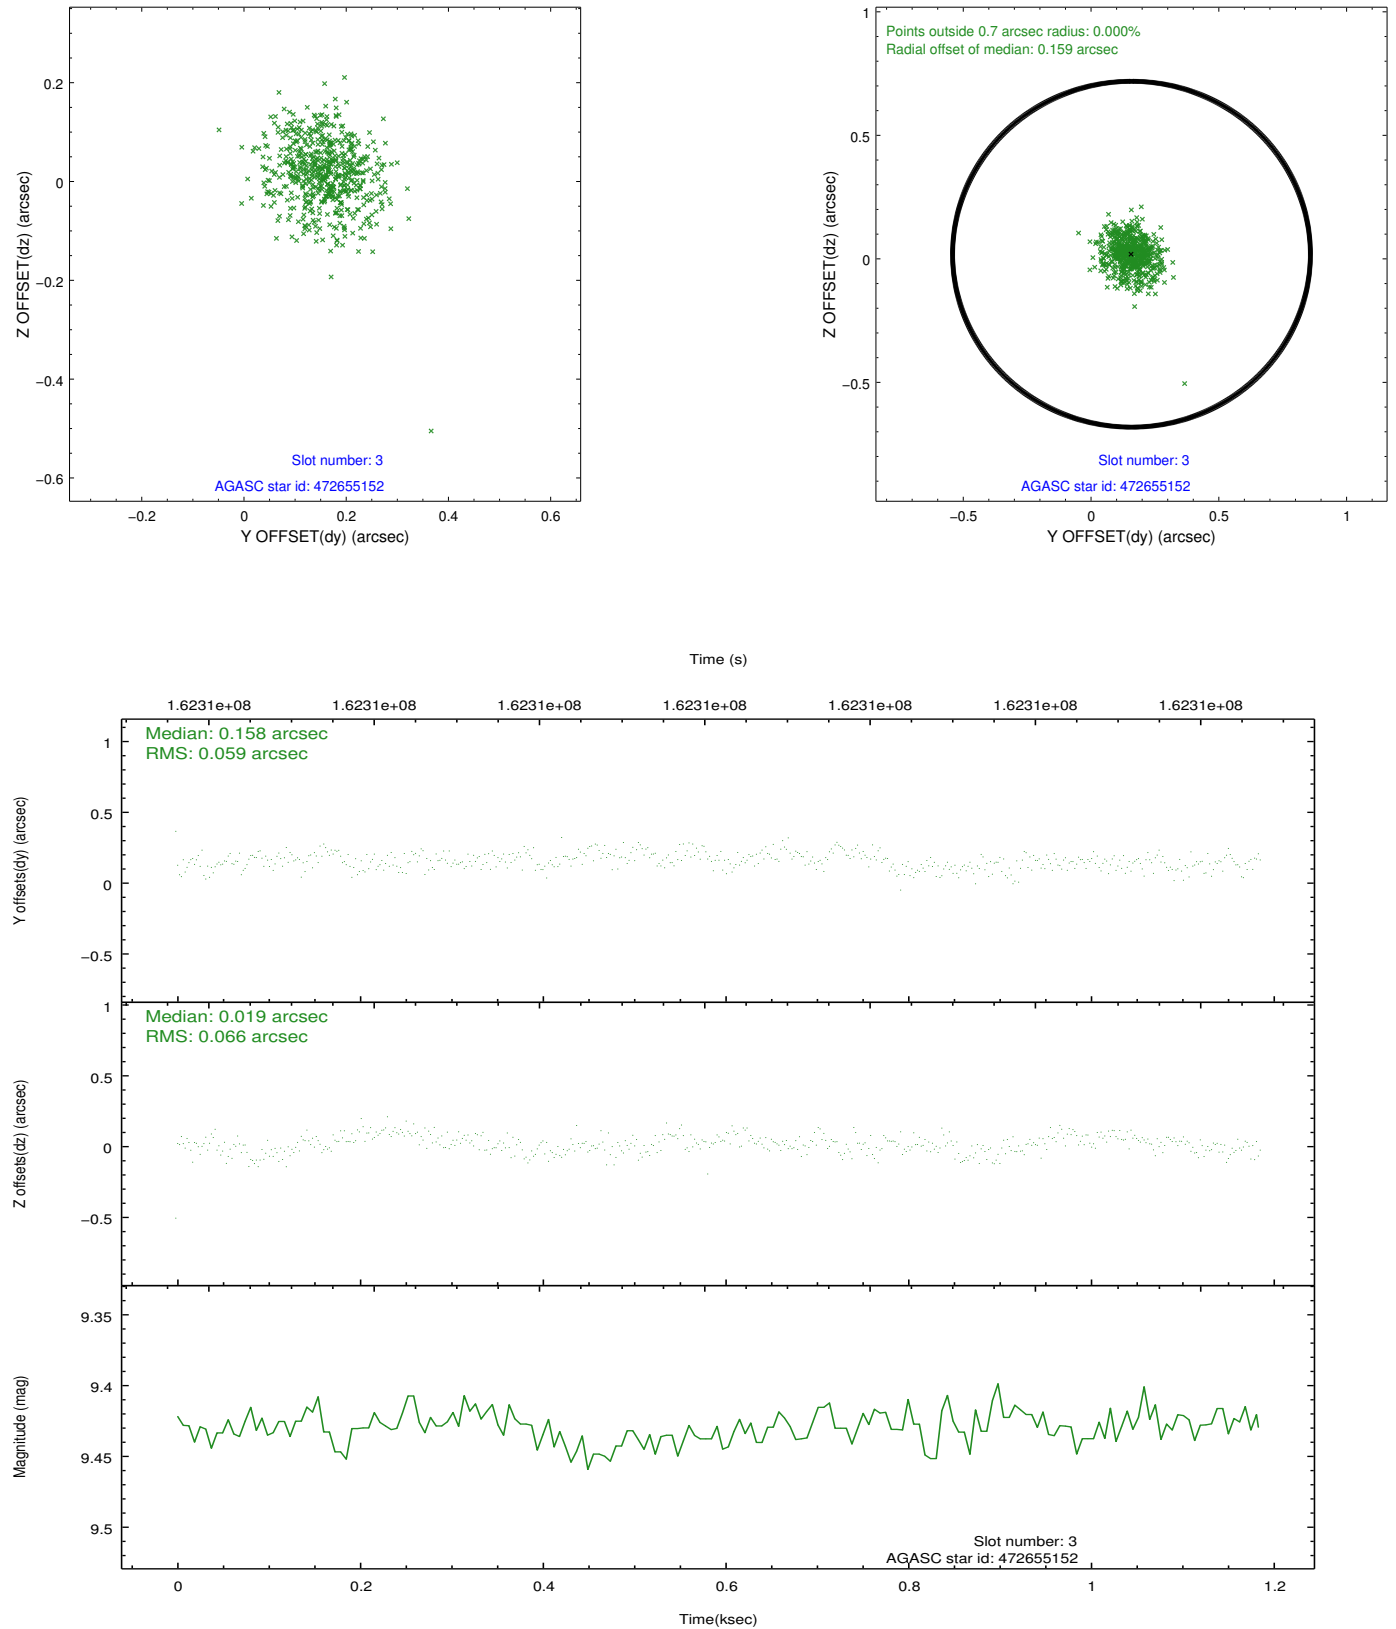 0.2
0
−0.2
−0.4
−0.6
Z OFFSET(dz) (arcsec)
Slot number: 3
AGASC star id: 472655152
−0.2 0 0.2 0.4 0.6
Y OFFSET(dy) (arcsec)
1
0.5
0
−0.5
Z OFFSET(dz) (arcsec)
Points outside 0.7 arcsec radius: 0.000%
Radial offset of median: 0.159 arcsec
Slot number: 3
AGASC star id: 472655152
−0.5 0 0.5 1
Y OFFSET(dy) (arcsec)
Time (s)
1.6231e+08 1.6231e+08 1.6231e+08 1.6231e+08 1.6231e+08 1.6231e+08 1.6231e+08
Median: 0.158 arcsec
RMS: 0.059 arcsec
1
0.5
0
−0.5
Y offsets(dy) (arcsec)
Median: 0.019 arcsec
RMS: 0.066 arcsec
1
0.5
0
−0.5
Z offsets(dz) (arcsec)
9.35
9.4
9.45
9.5
Magnitude (mag)
Slot number: 3
AGASC star id: 472655152
0 0.2 0.4 0.6 0.8 1 1.2
Time(ksec)